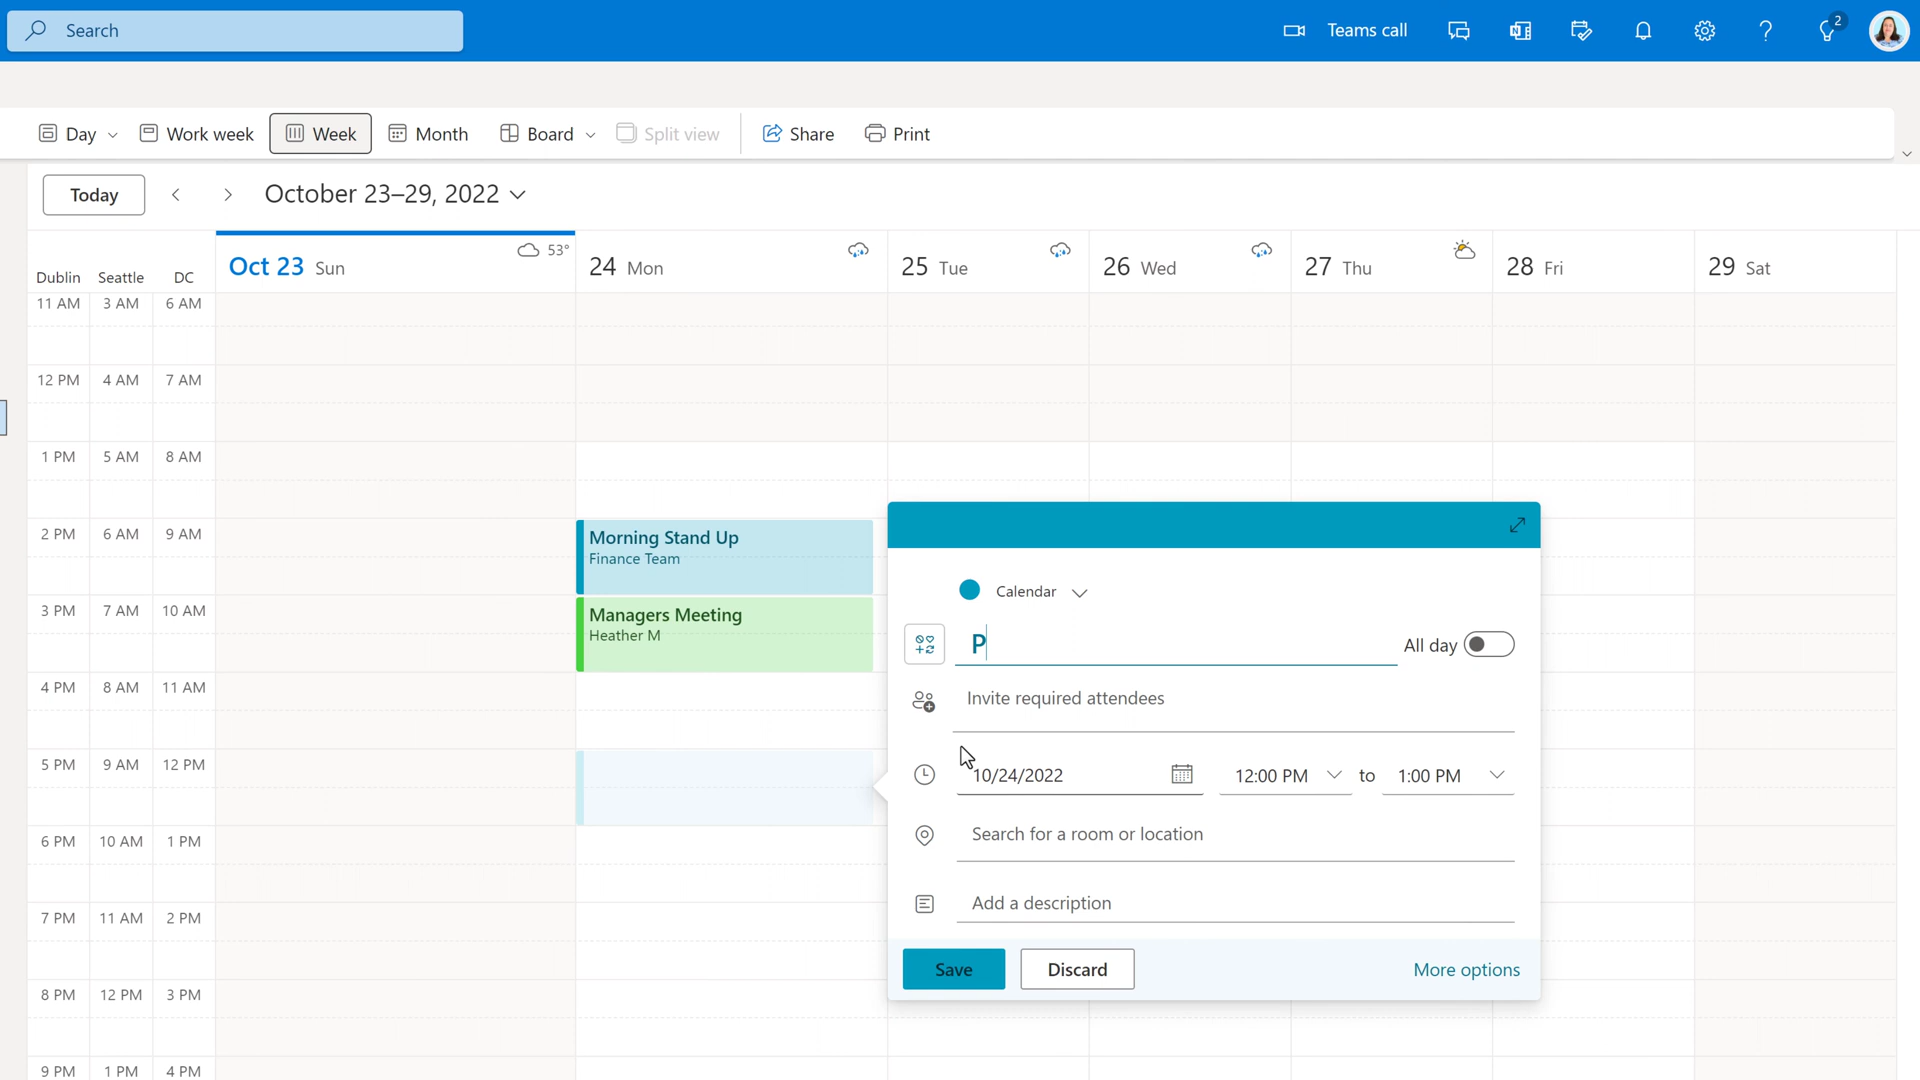 Search
Teams call
2
Day
Work week
Week
Month
Board
Split view
Share
Print
Today
October 23–29, 2022
Dublin Seattle DC
Oct 23 Sun
53°
24 Mon
25 Tue
26 Wed
27 Thu
28 Fri
29 Sat
11 AM 3 AM 6 AM
12 PM 4 AM 7 AM
1 PM 5 AM 8 AM
2 PM 6 AM 9 AM
3 PM 7 AM 10 AM
4 PM 8 AM 11 AM
5 PM 9 AM 12 PM
6 PM 10 AM 1 PM
7 PM 11 AM 2 PM
8 PM 12 PM 3 PM
9 PM 1 PM 4 PM
Morning Stand Up
Finance Team
Managers Meeting
Heather M
Calendar
P
All day
Invite required attendees
10/24/2022
12:00 PM to 1:00 PM
Search for a room or location
Add a description
Save
Discard
More options